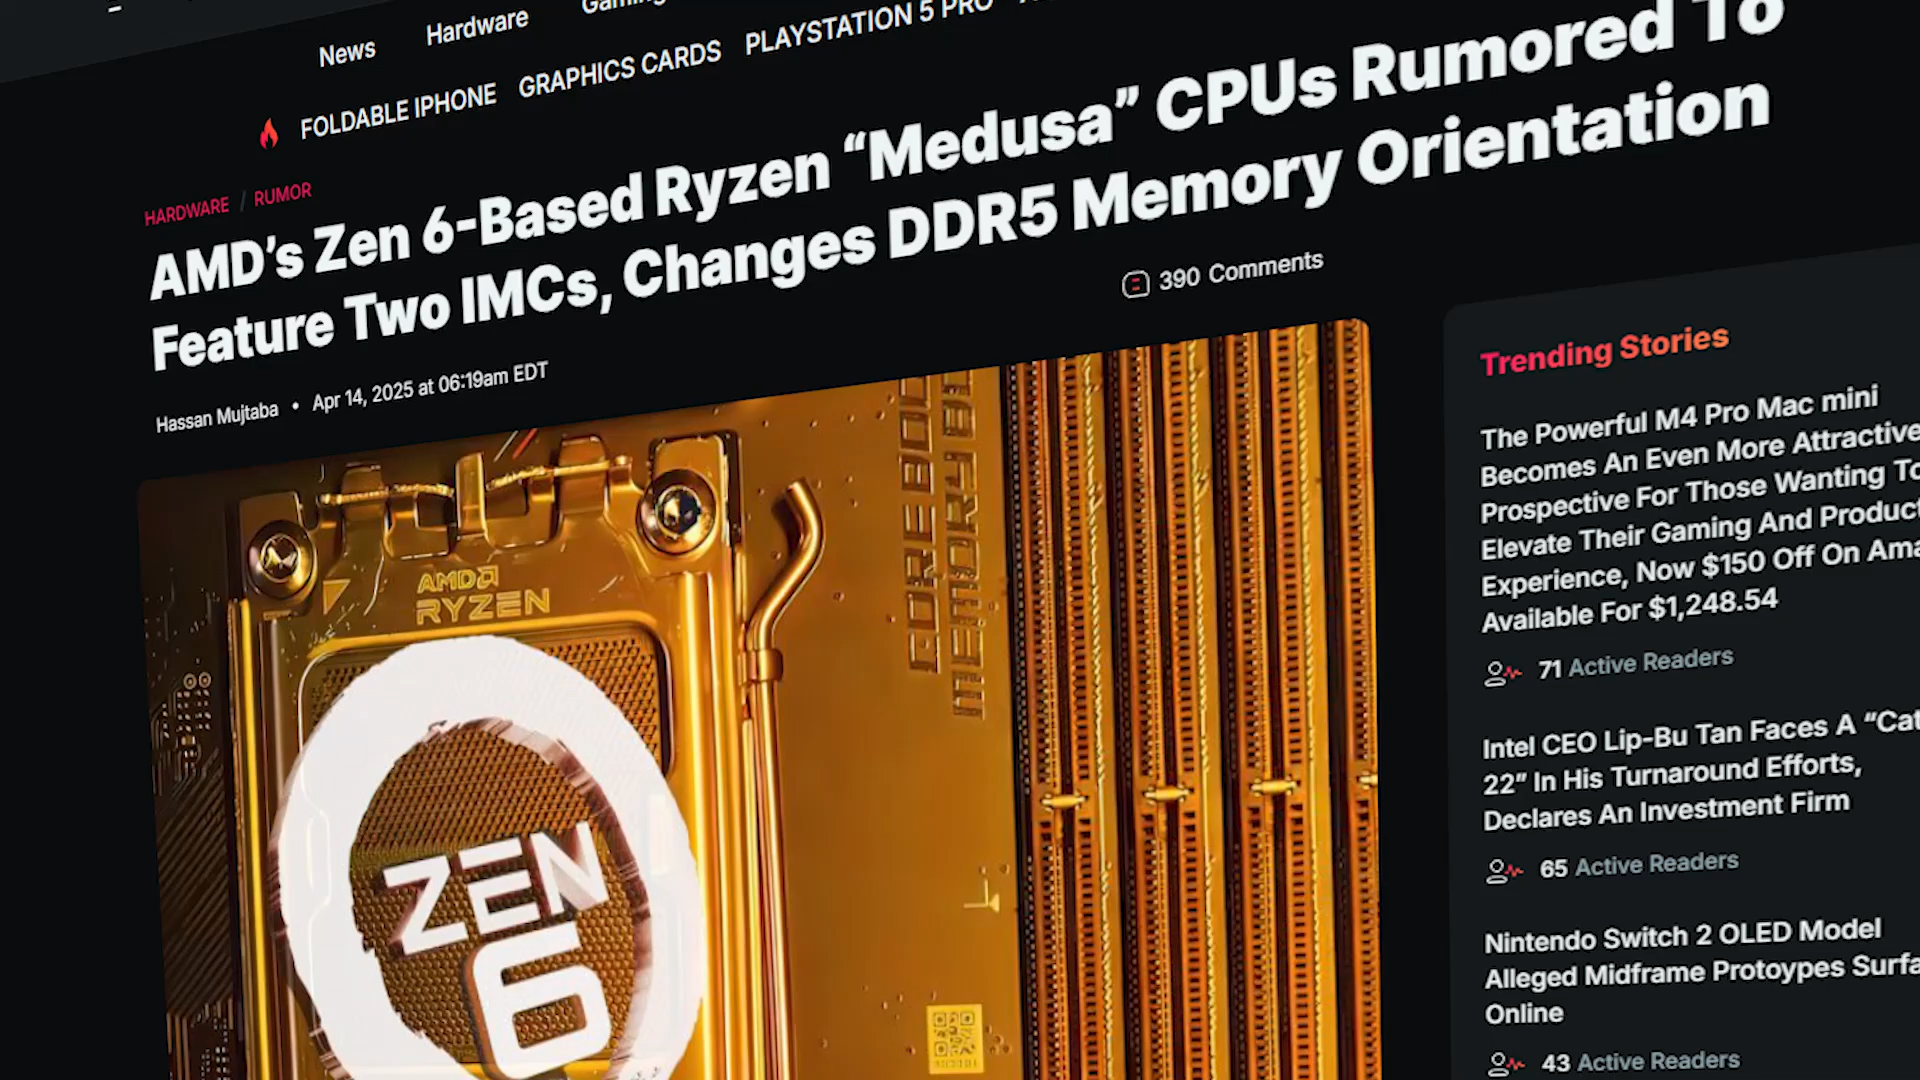 News
Hardware
FOLDABLE IPHONE
GRAPHICS CARDS
PLAYSTATION 5 PRO
HARDWARE / RUMOR
AMD’s Zen 6-Based Ryzen “Medusa” CPUs Rumored To
Feature Two IMCs, Changes DDR5 Memory Orientation
Hassan Mujtaba • Apr 14, 2025 at 06:19am EDT
390 Comments
AMD
RYZEN
ZEN
6
Trending Stories
The Powerful M4 Pro Mac mini
Becomes An Even More Attractive
Prospective For Those Wanting To
Elevate Their Gaming And Product
Experience, Now $150 Off On Ama
Available For $1,248.54
71 Active Readers
Intel CEO Lip-Bu Tan Faces A “Cat
22” In His Turnaround Efforts,
Declares An Investment Firm
65 Active Readers
Nintendo Switch 2 OLED Model
Alleged Midframe Protoypes Surfa
Online
43 Active Readers